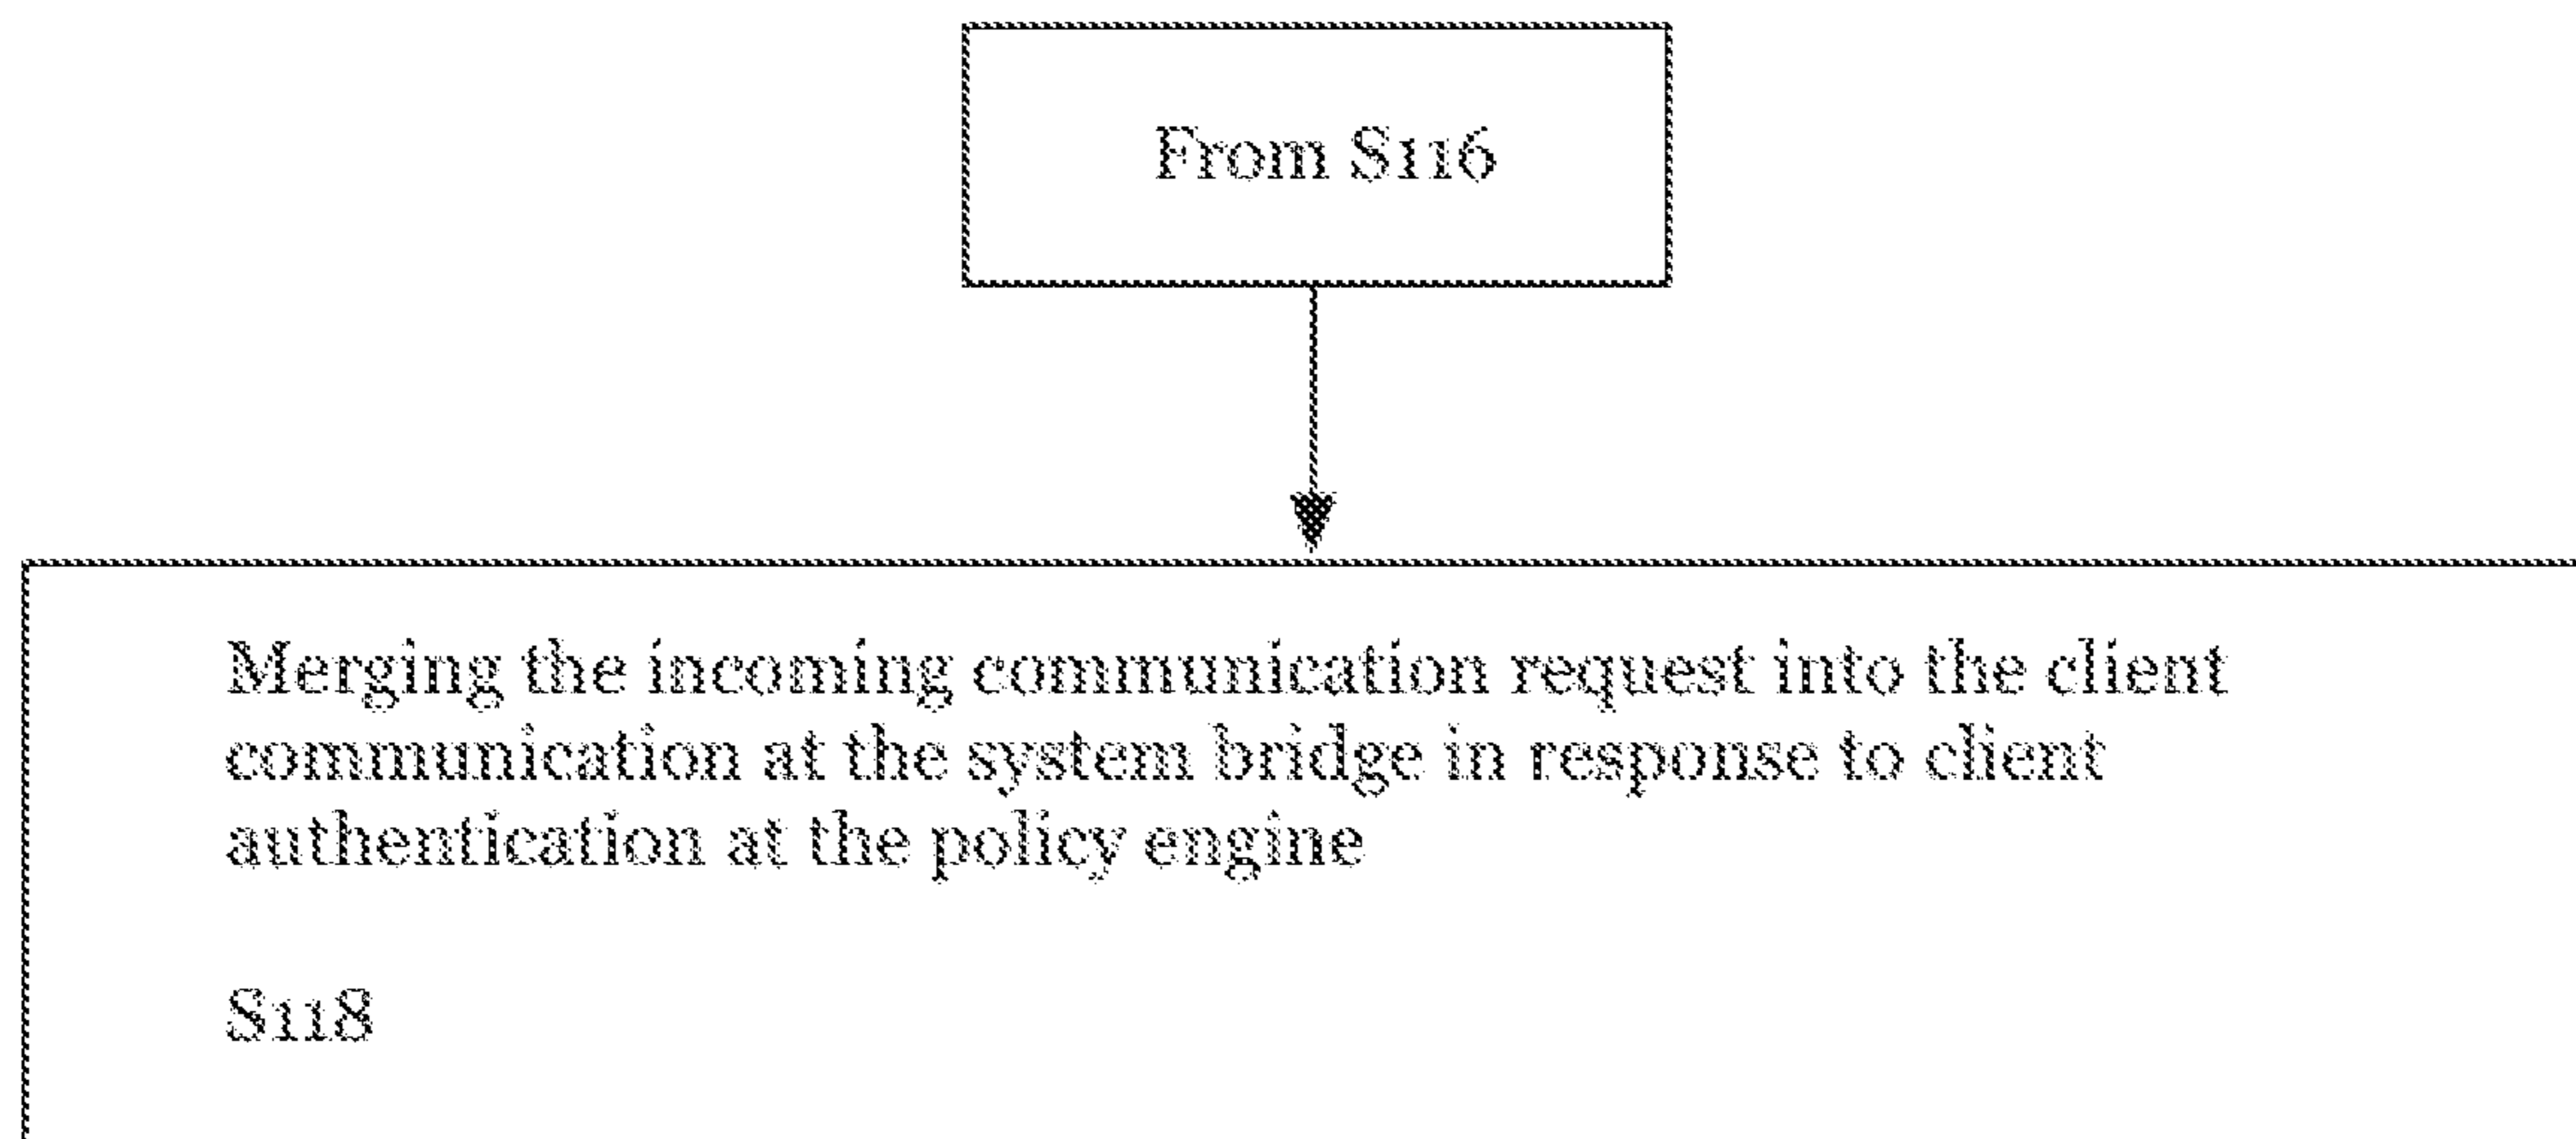 From S116
Merging the incoming communication request into the client
communication at the system bridge in response to client
authentication at the policy engine
S118